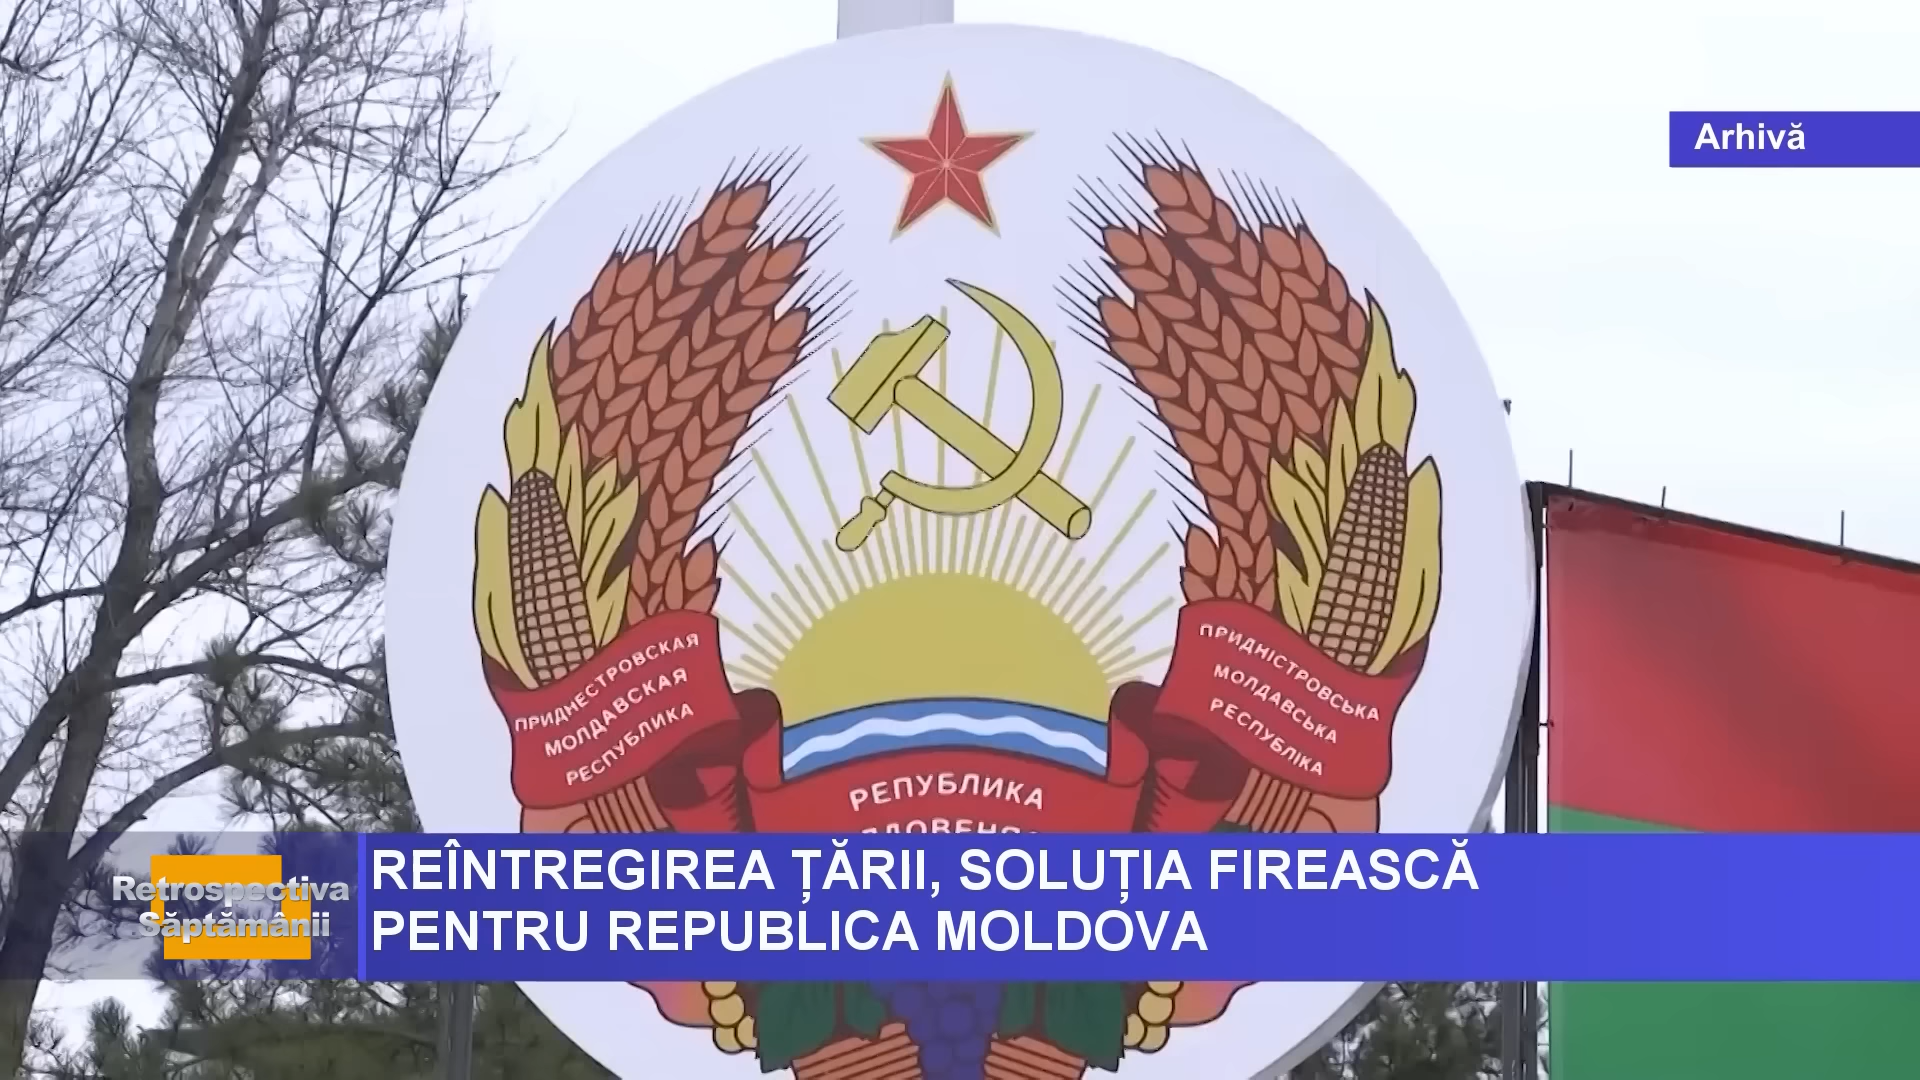 Arhivă
ПРИДНЕСТРОВСКАЯ
МОЛДАВСКАЯ
РЕСПУБЛИКА
ПРИДНІСТРОВСЬКА
МОЛДАВСЬКА
РЕСПУБЛІКА
РЕПУБЛИКА
Retrospectiva
Săptămânii
REÎNTREGIREA ȚĂRII, SOLUȚIA FIREASCĂ
PENTRU REPUBLICA MOLDOVA